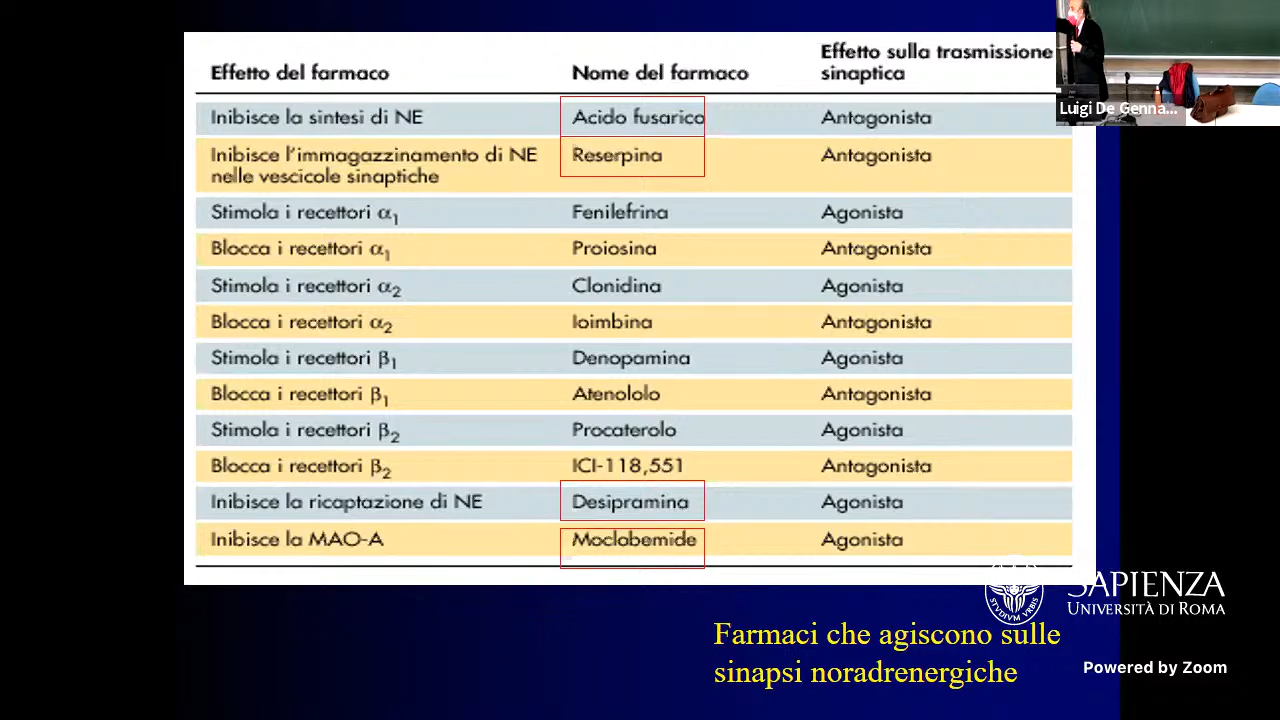 Effetto del farmaco Nome del farmaco Effetto sulla trasmissione sinaptica
Inibisce la sintesi di NE Acido fusarico Antagonista
Inibisce l'immagazzinamento di NE nelle vescicole sinaptiche Reserpina Antagonista
Stimola i recettori α1 Fenilefrina Agonista
Blocca i recettori α1 Proiosina Antagonista
Stimola i recettori α2 Clonidina Agonista
Blocca i recettori α2 Ioimbina Antagonista
Stimola i recettori β1 Denopamina Agonista
Blocca i recettori β1 Atenololo Antagonista
Stimola i recettori β2 Procaterolo Agonista
Blocca i recettori β2 ICI-118,551 Antagonista
Inibisce la ricaptazione di NE Desipramina Agonista
Inibisce la MAO-A Moclobemide Agonista
Luigi De Genna...
Farmaci che agiscono sulle
sinapsi noradrenergiche
STVDIVM VRBIS
SAPIENZA
UNIVERSITÀ DI ROMA
Powered by Zoom